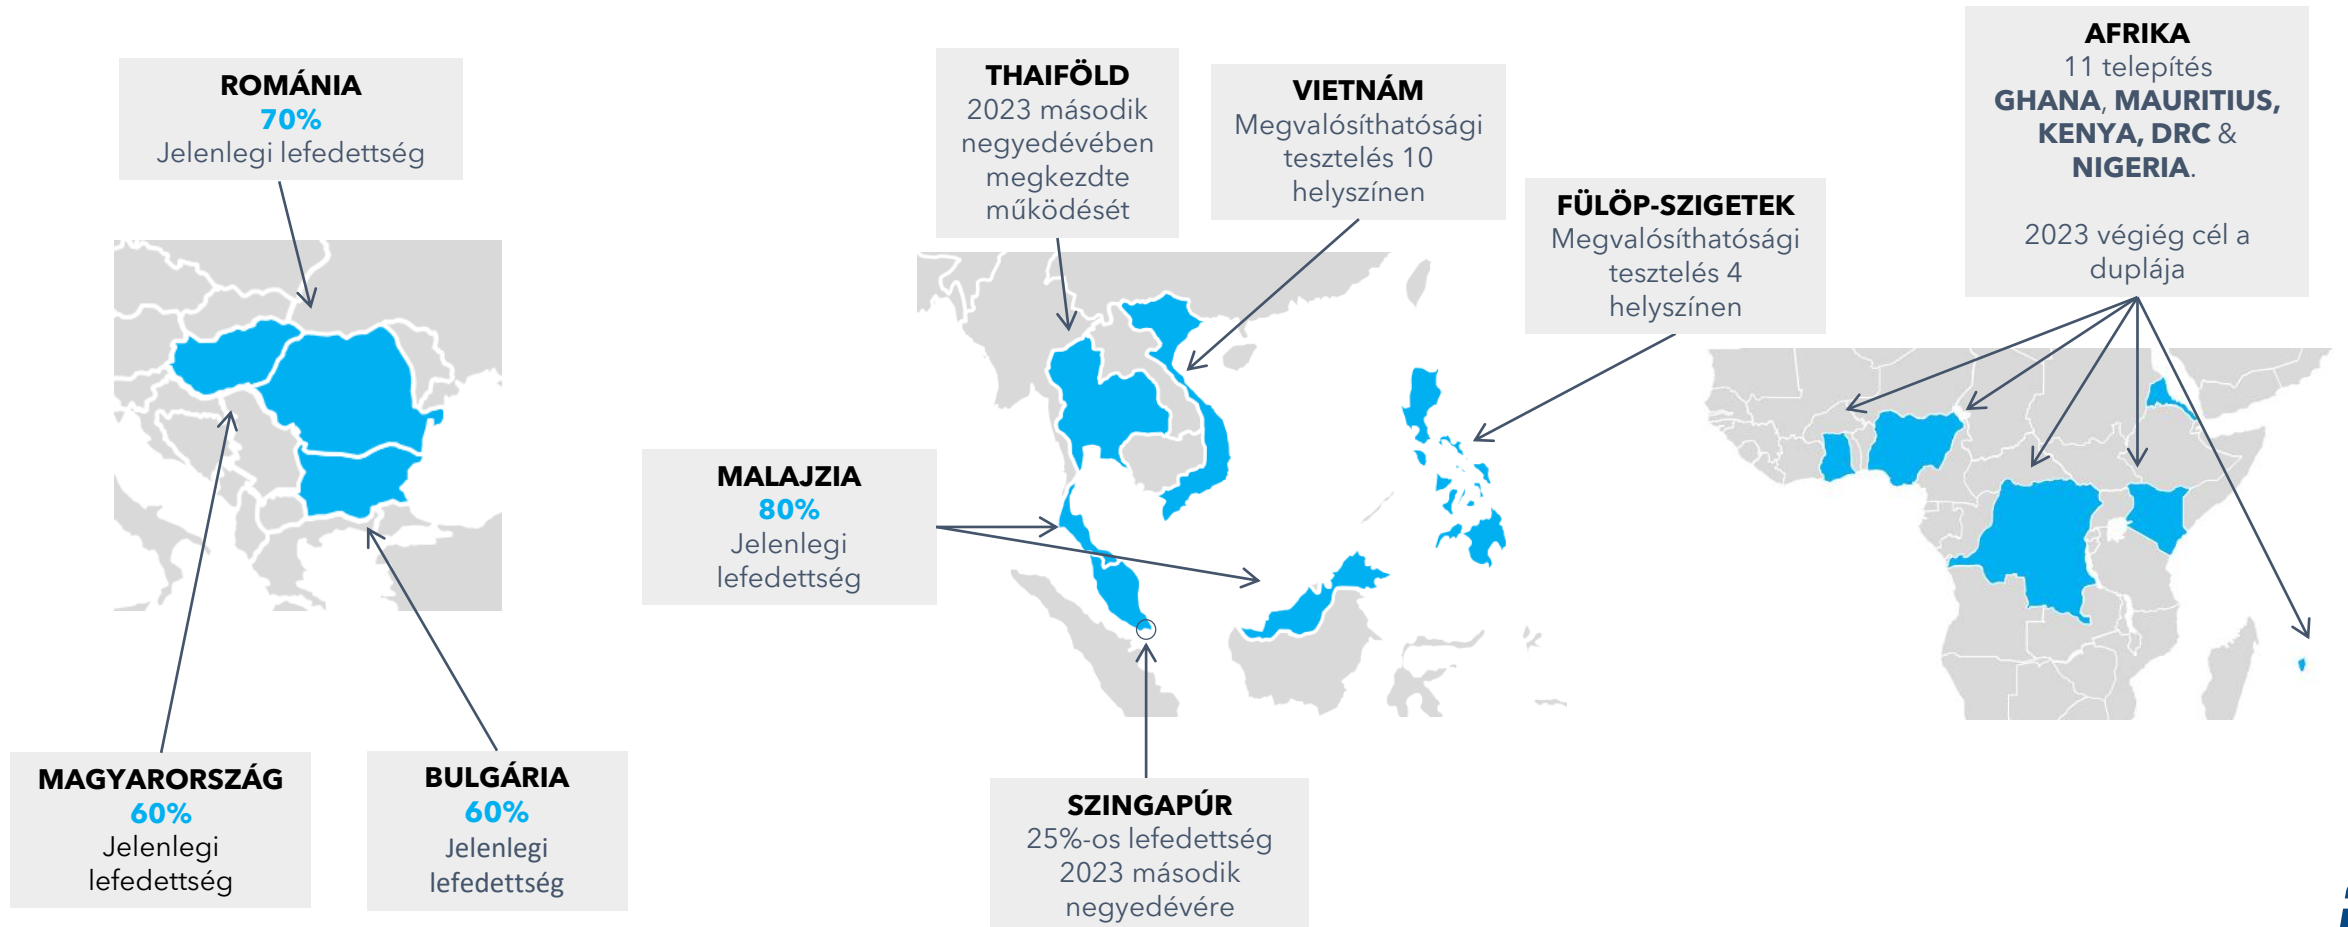 ROMÁNIA
70%
Jelenlegi lefedettség
THAIFÖLD
2023 második
negyedévében
megkezdte
működését
VIETNÁM
Megvalósíthatósági
tesztelés 10
helyszínen
FÜLÖP-SZIGETEK
Megvalósíthatósági
tesztelés 4
helyszínen
AFRIKA
11 telepítés
GHANA, MAURITIUS,
KENYA, DRC &
NIGERIA.
2023 végiég cél a
duplája
MALAJZIA
80%
Jelenlegi
lefedettség
MAGYARORSZÁG
60%
Jelenlegi
lefedettség
BULGÁRIA
60%
Jelenlegi
lefedettség
SZINGAPÚR
25%-os lefedettség
2023 második
negyedévére